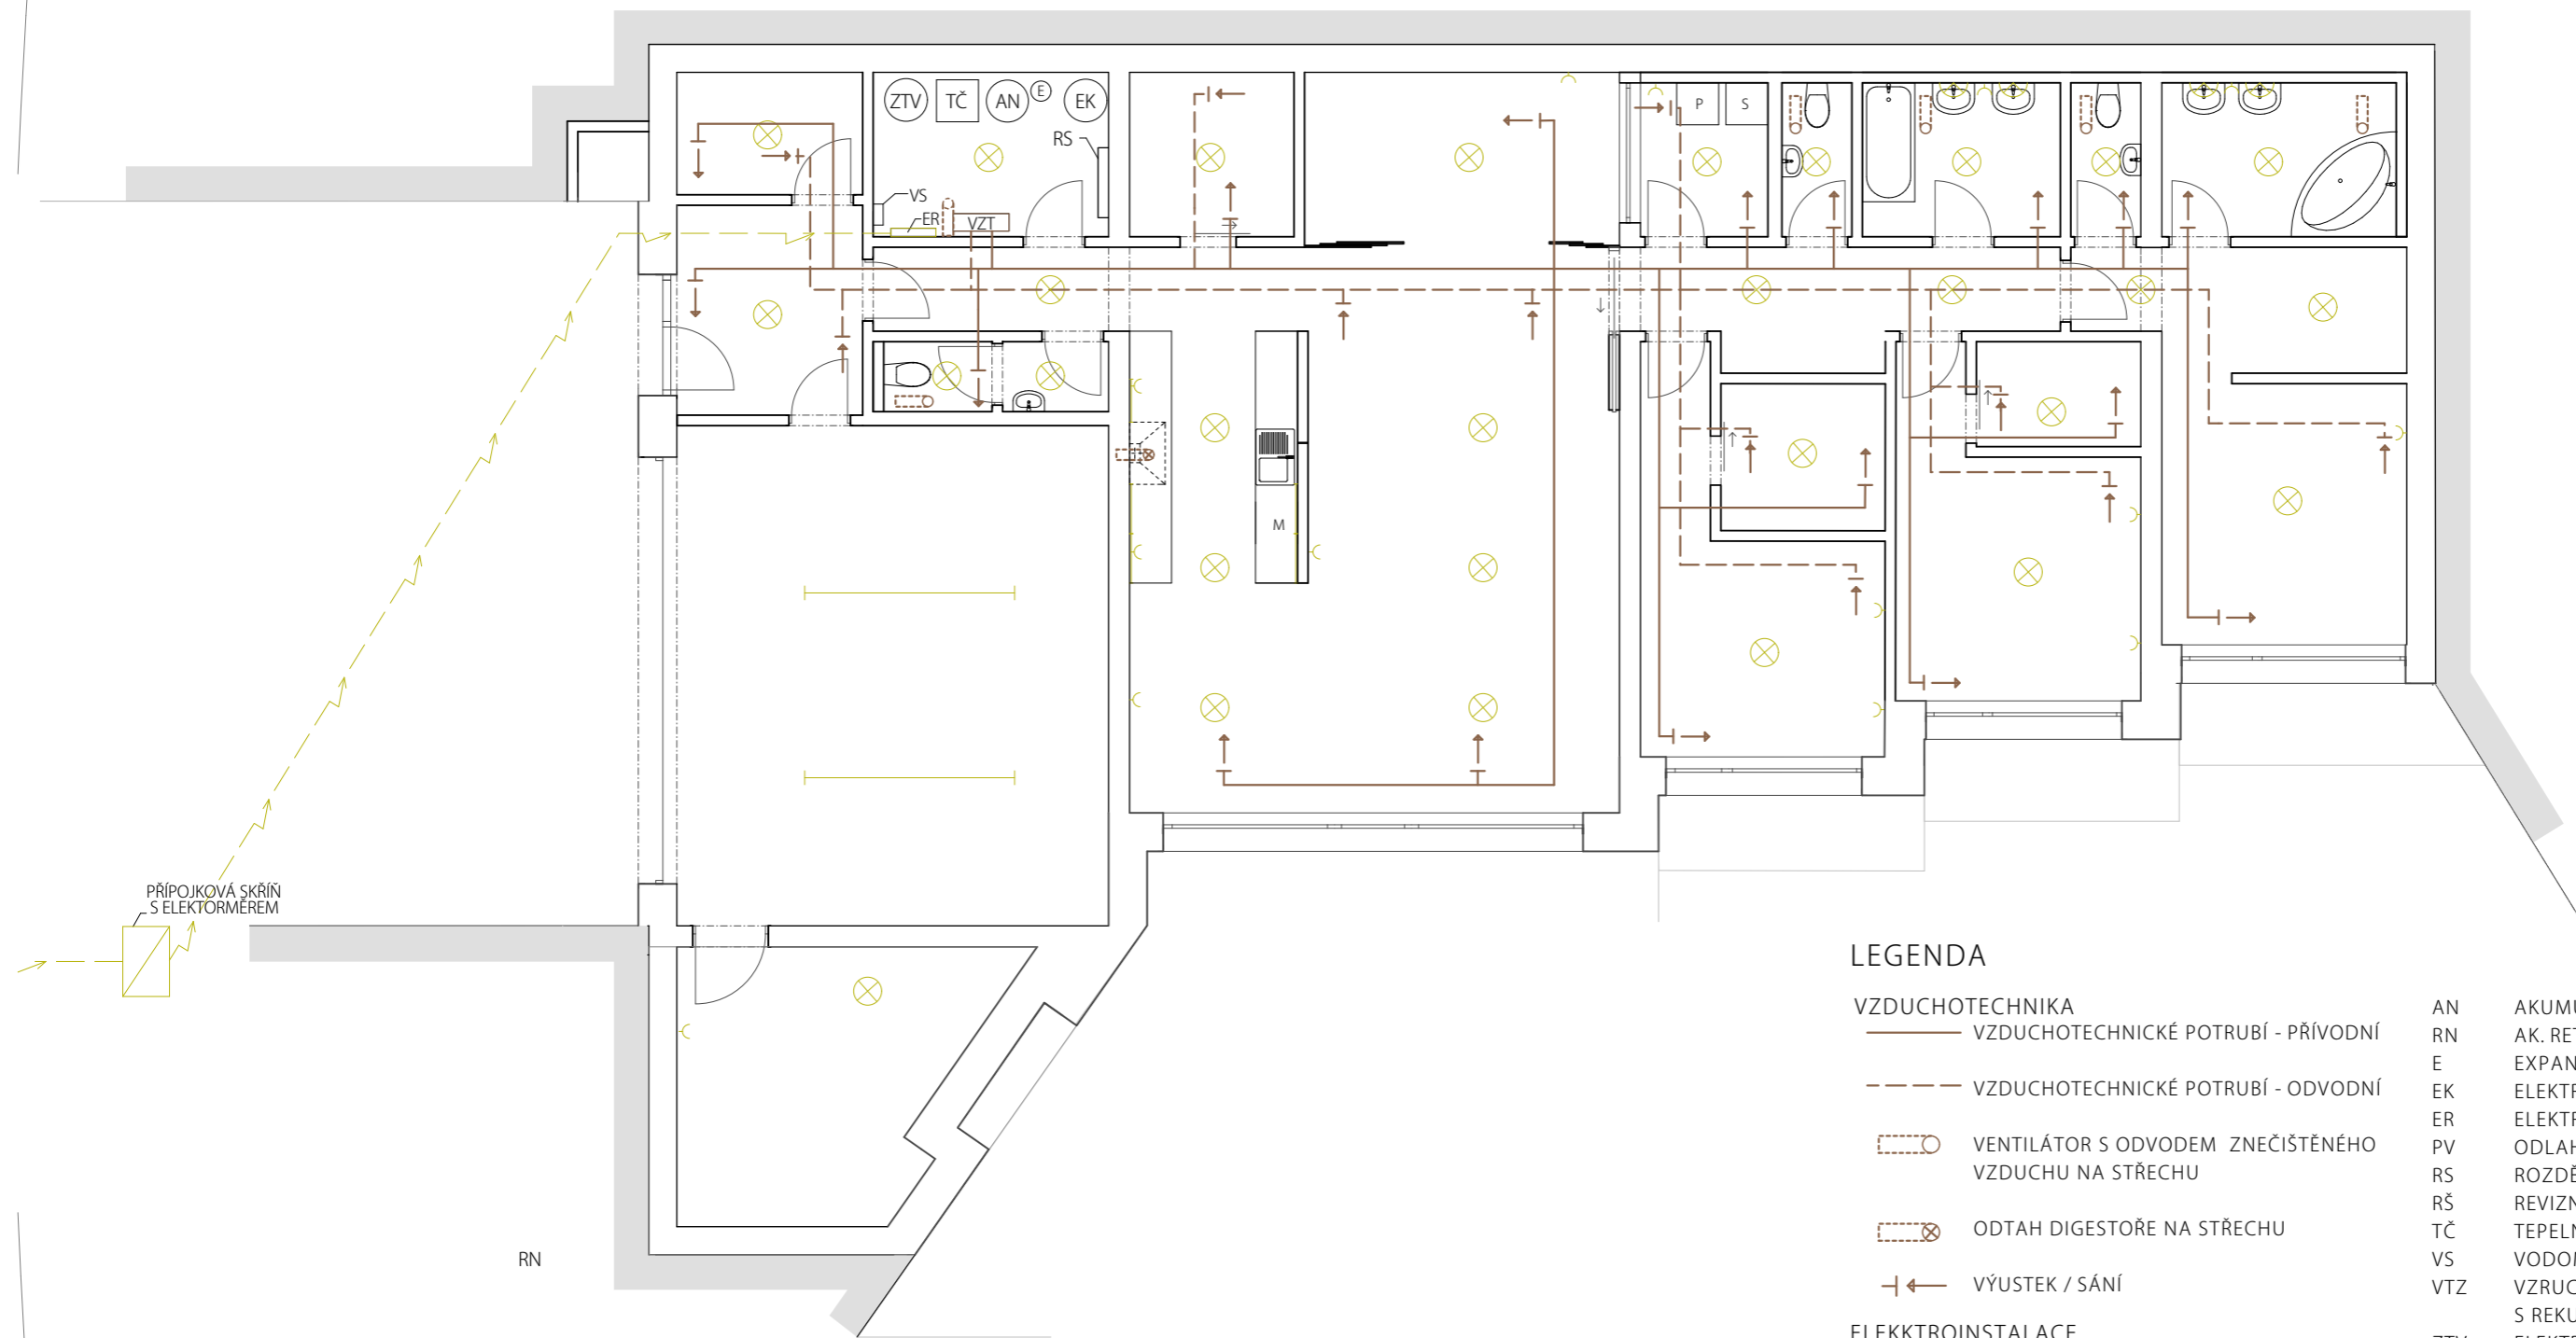 ZTV TČ AN E EK
RS
P S
VS
ER
VZT
M
PŘÍPOJKOVÁ SKŘÍŇ
S ELEKTORMĚREM
RN
LEGENDA
VZDUCHOTECHNIKA
VZDUCHOTECHNICKÉ POTRUBÍ - PŘÍVODNÍ
VZDUCHOTECHNICKÉ POTRUBÍ - ODVODNÍ
VENTILÁTOR S ODVODEM ZNEČIŠTĚNÉHO
VZDUCHU NA STŘECHU
ODTAH DIGESTOŘE NA STŘECHU
VÝUSTEK / SÁNÍ
ELEKKTROINSTALACE
AN
RN AK.
E
EK
ER
PV
RS
RŠ
TČ
VS
VTZ
S